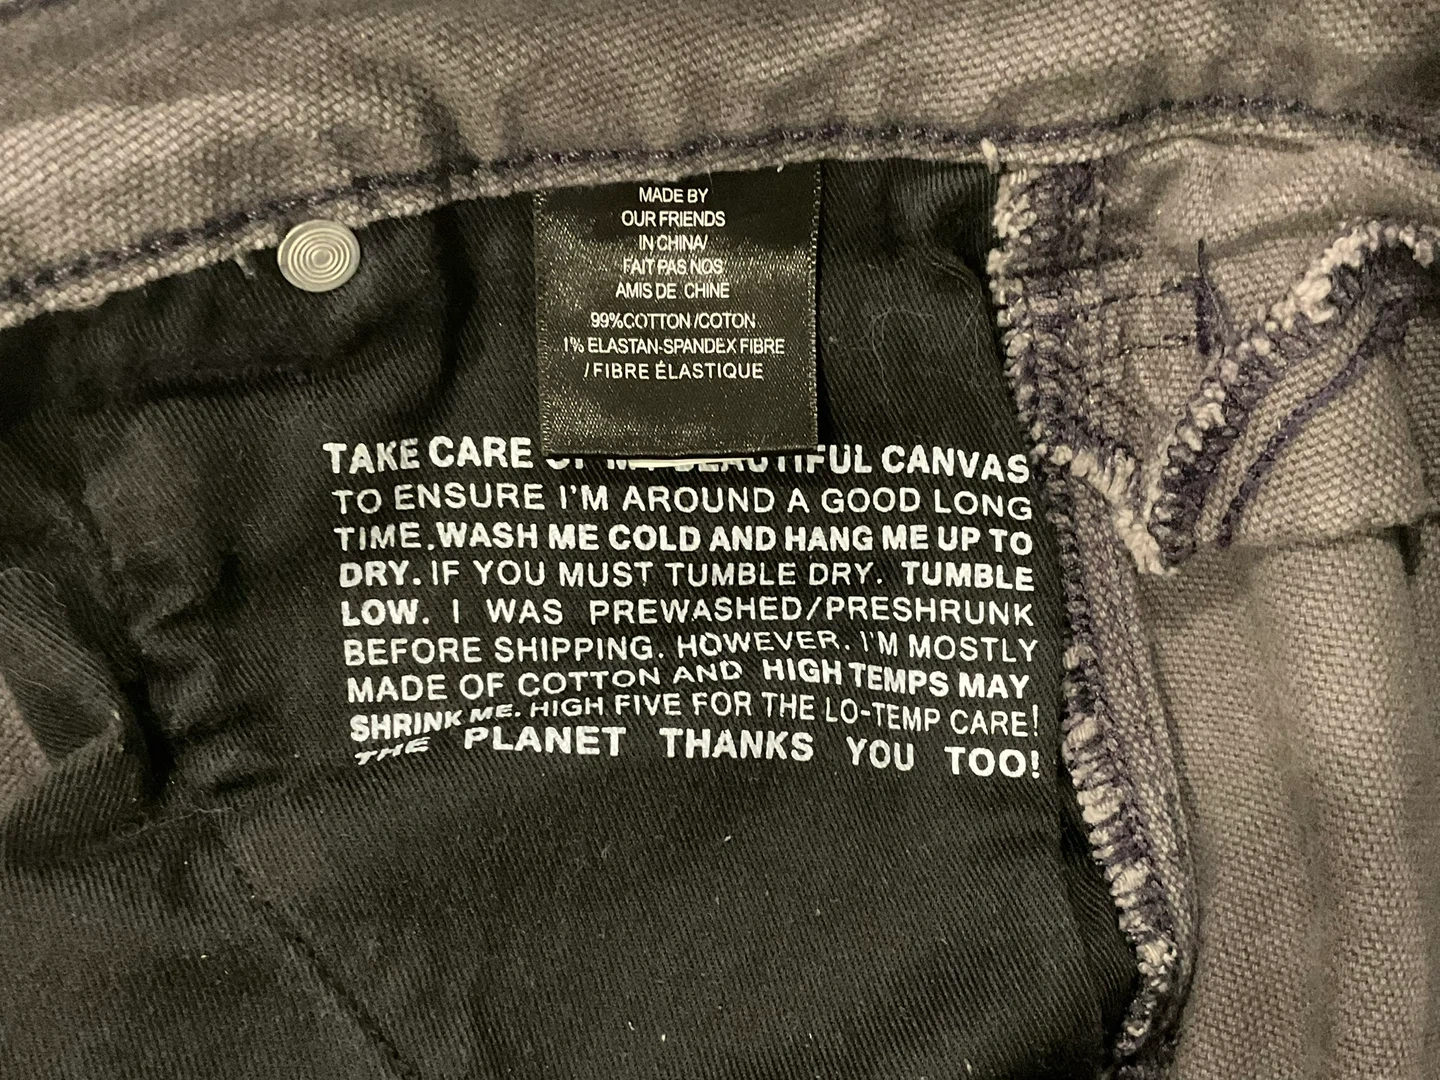 MADE BY
OUR FRIENDS
IN CHINA/
FAIT PAS NOS
AMIS DE CHINE
99%COTTON/COTON
1% ELASTAN-SPANDEX FIBRE
/FIBRE ÉLASTIQUE
TAKE CARE OF MY BEAUTIFUL CANVAS
TO ENSURE I'M AROUND A GOOD LONG
TIME.WASH ME COLD AND HANG ME UP TO
DRY. IF YOU MUST TUMBLE DRY. TUMBLE
LOW. I WAS PREWASHED/PRESHRUNK
BEFORE SHIPPING. HOWEVER. I'M MOSTLY
MADE OF COTTON AND HIGH TEMPS MAY
SHRINK ME. HIGH FIVE FOR THE LO-TEMP CARE!
THE PLANET THANKS YOU TOO!